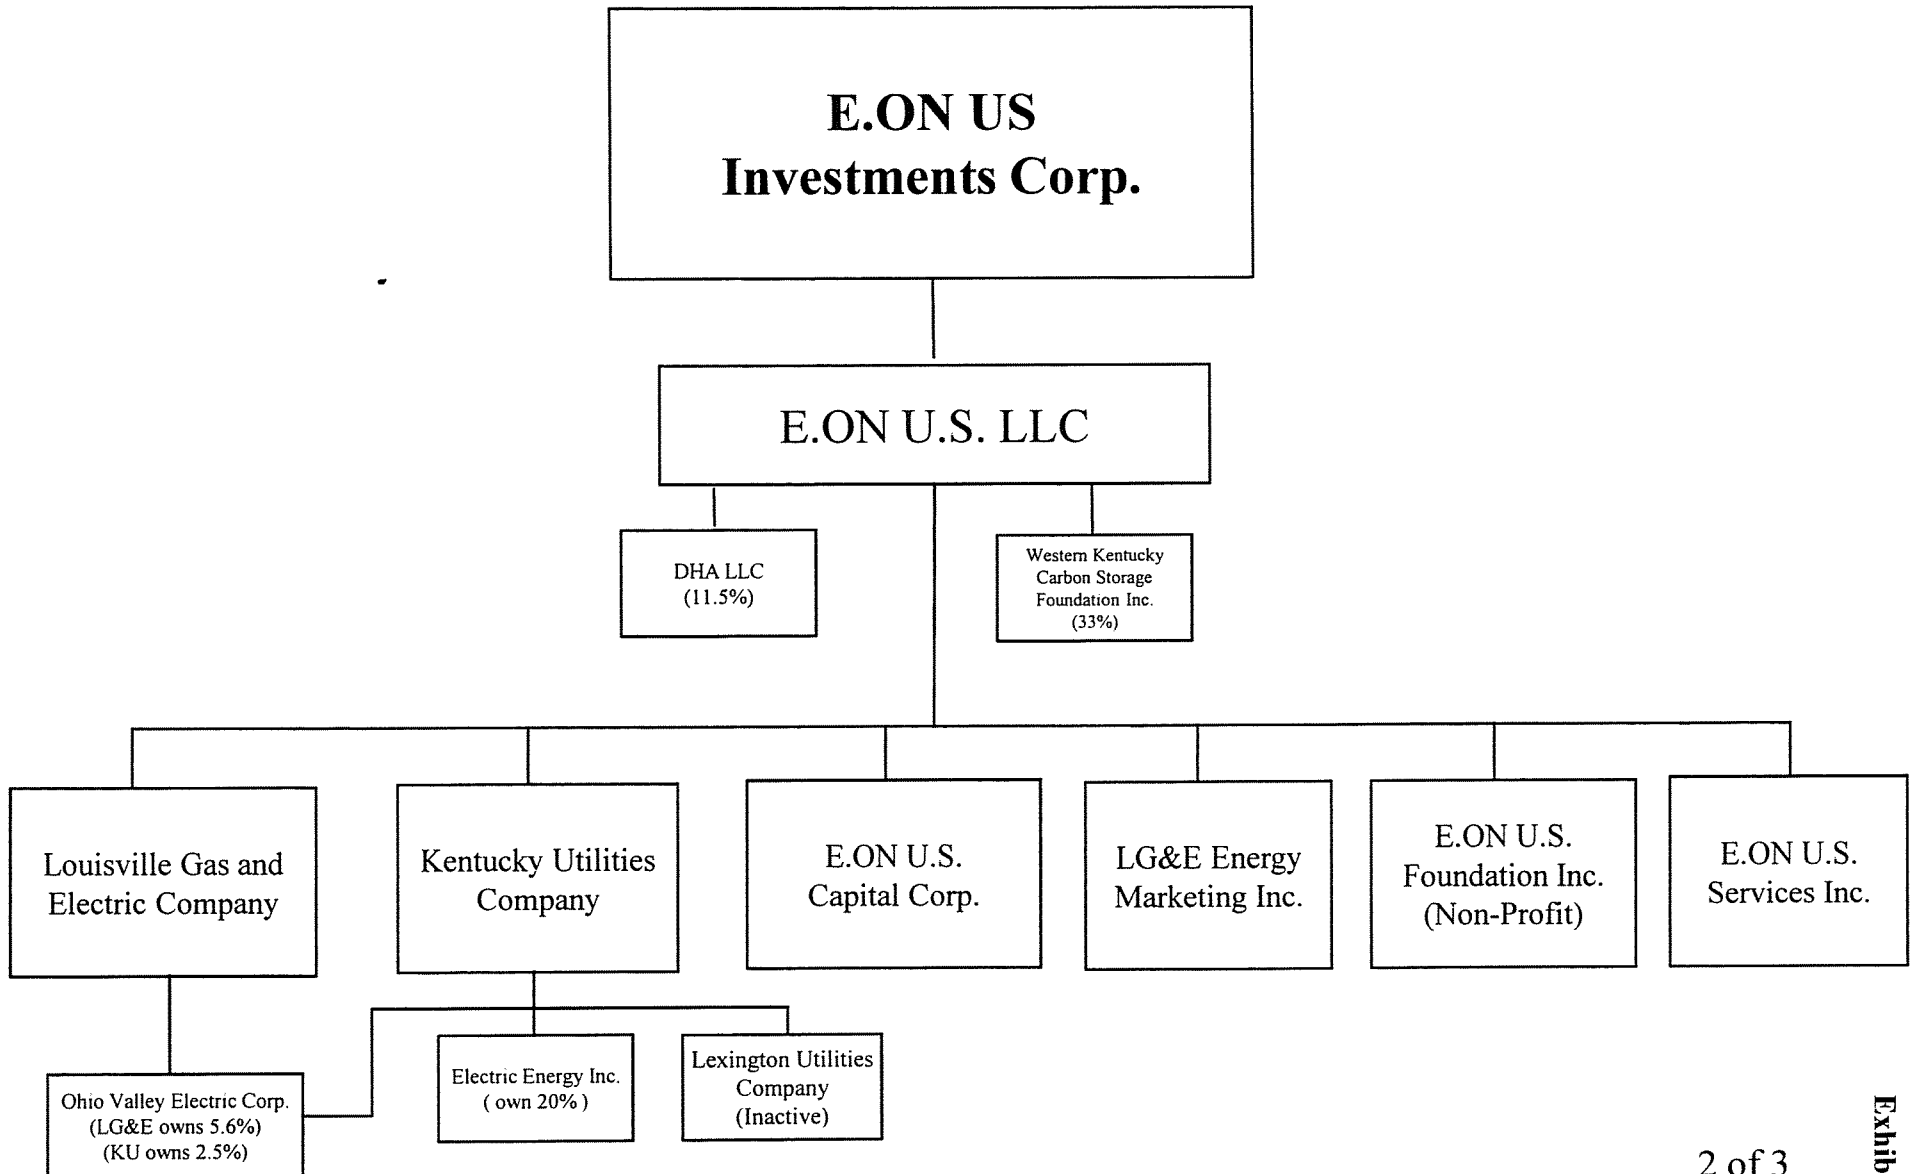 E.ON US
Investments Corp.
E.ON U.S. LLC
DHA LLC
(11.5%)
Western Kentucky
Carbon Storage
Foundation Inc.
(33%)
Louisville Gas and
Electric Company
Kentucky Utilities
Company
E.ON U.S.
Capital Corp.
LG&E Energy
Marketing Inc.
E.ON U.S.
Foundation Inc.
(Non-Profit)
E.ON U.S.
Services Inc.
Ohio Valley Electric Corp.
(LG&E owns 5.6%)
(KU owns 2.5%)
Electric Energy Inc.
( own 20% )
Lexington Utilities
Company
(Inactive)
Exhib
2 of 3